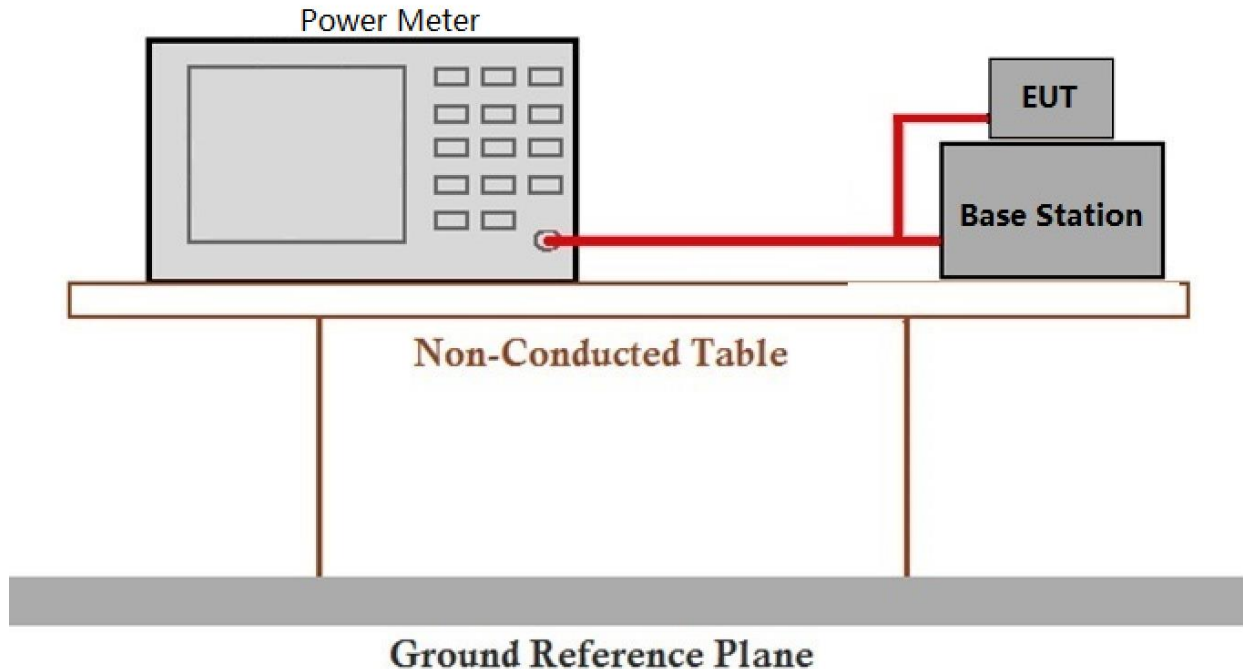 Power Meter
EUT
Base Station
Non-Conducted Table
Ground Reference Plane